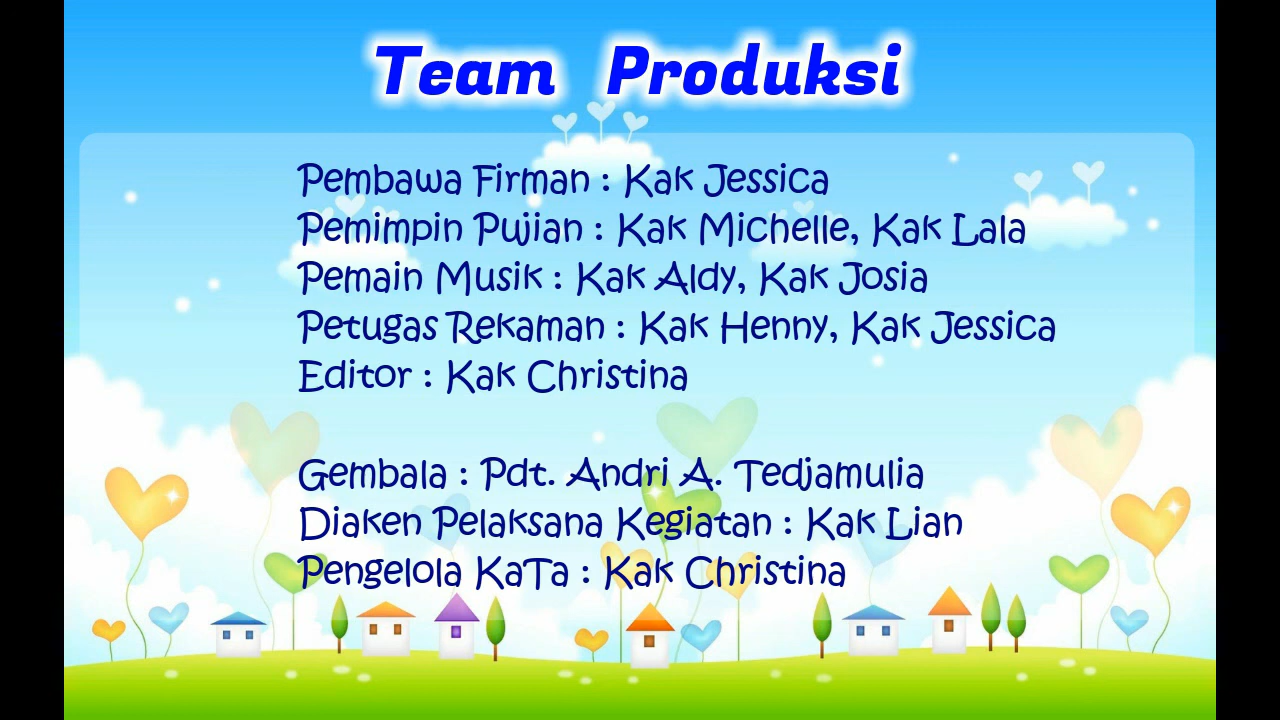 Team Produksi
Pembawa Firman : Kak Jessica
Pemimpin Pujian : Kak Michelle, Kak Lala
Pemain Musik : Kak Aldy, Kak Josia
Petugas Rekaman : Kak Henny, Kak Jessica
Editor : Kak Christina
Gembala : Pdt. Andri A. Tedjamulia
Diaken Pelaksana Kegiatan : Kak Lian
Pengelola KaTa : Kak Christina